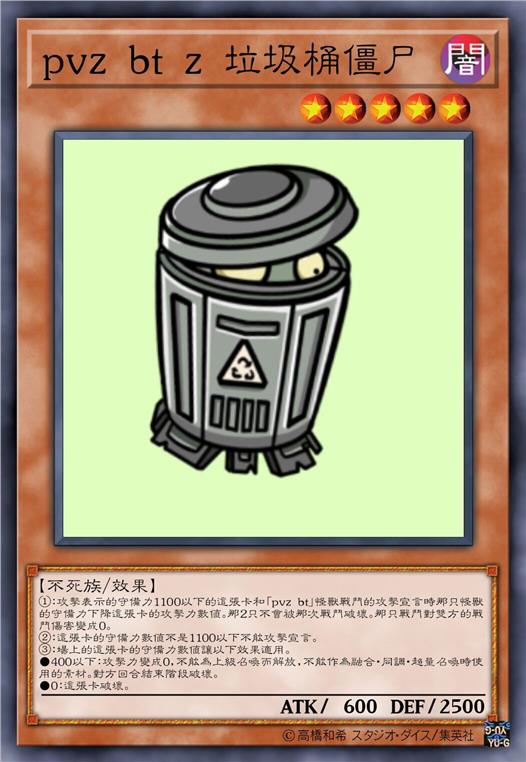 pvz bt z 垃圾桶僵尸
闇
【不死族/效果】
①:攻擊表示的守備力1100以下的這張卡和「pvz bt」怪獸戰鬥的攻擊宣言時那只怪獸
的守備力下降這張卡的攻擊力數值。那2只不會被那次戰鬥破壞。那只戰鬥對雙方的戰
鬥傷害變成0。
②:這張卡的守備力數值不是1100以下不能攻擊宣言。
③:場上的這張卡的守備力數值讓以下效果適用。
●400以下:攻擊力變成0,不能為上級召喚而解放,不能作為融合·同調·超量召喚時使
用的素材。對方回合結束階段破壞。
●0:這張卡破壞。
ATK/ 600 DEF/2500
©高橋和希 スタジオ・ダイス/集英社
YU-G
YU-G